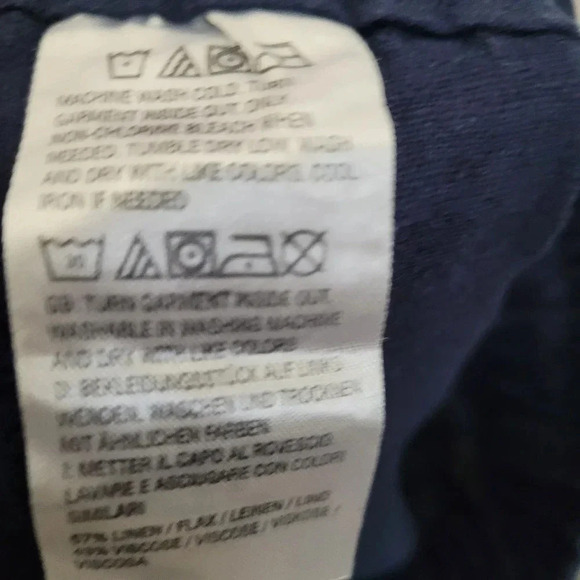 MACHINE WASH COLD. TURN
GARMENT INSIDE OUT. ONLY
NON-CHLORINE BLEACH WHEN
NEEDED. TUMBLE DRY LOW. WASH
AND DRY WITH LIKE COLORS. COOL
IRON IF NEEDED
30
GB: TURN GARMENT INSIDE OUT.
WASHABLE IN WASHING MACHINE
AND DRY WITH LIKE COLORS
D: BEKLEIDUNGSSTÜCK AUF LINKS
WENDEN. WASCHEN UND TROCKNEN
MIT ÄHNLICHEN FARBEN
I: METTER IL CAPO AL ROVESCIO.
LAVARE E ASCIUGARE CON COLORI
SIMILARI
LINEN / FLAX / LEINEN / LINO
VISCOSE / VISCOSE / VISKOSE /
VISCOSA